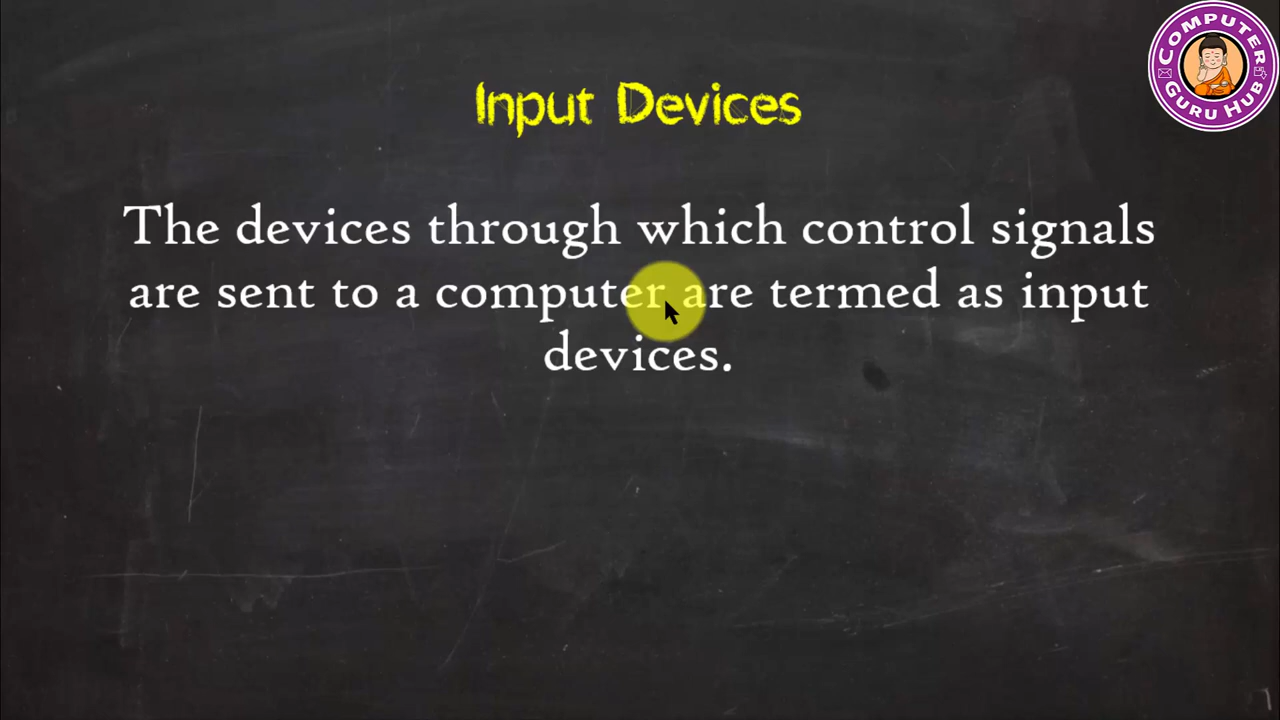 COMPUTER
GURU HUB
Input Devices
The devices through which control signals
are sent to a computer are termed as input
devices.